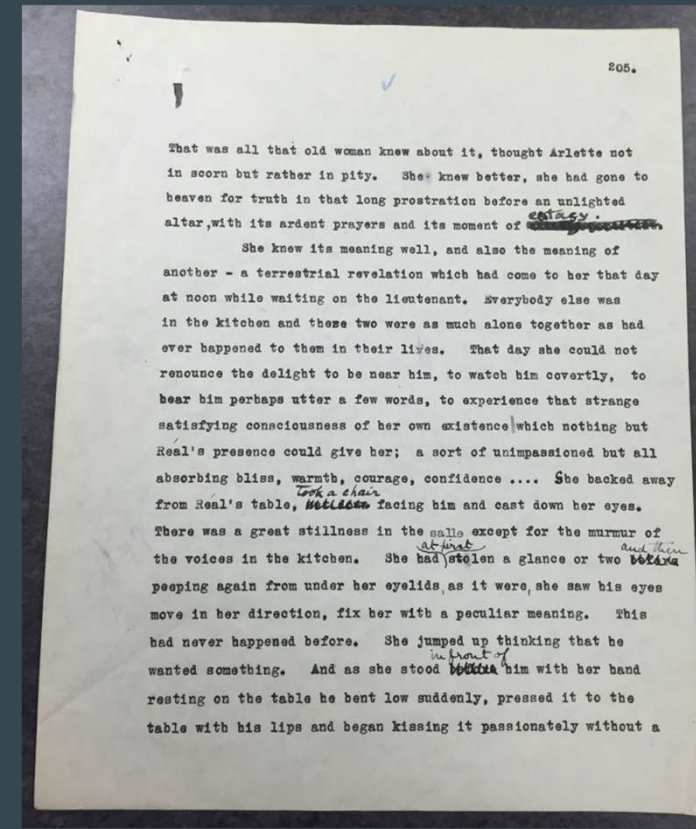 205.
That was all that old woman knew about it, thought Arlette not
in scorn but rather in pity. She knew better, she had gone to
heaven for truth in that long prostration before an unlighted
altar, with its ardent prayers and its moment of estasy.
She knew its meaning well, and also the meaning of
another - a terrestrial revelation which had come to her that day
at noon while waiting on the lieutenant. Everybody else was
in the kitchen and these two were as much alone together as had
ever happened to them in their lives. That day she could not
renounce the delight to be near him, to watch him covertly, to
hear him perhaps utter a few words, to experience that strange
satisfying consciousness of her own existence which nothing but
Réal's presence could give her; a sort of unimpassioned but all
absorbing bliss, warmth, courage, confidence .... She backed away
from Réal's table, Took a chair facing him and cast down her eyes.
There was a great stillness in the salle except for the murmur of
the voices in the kitchen. She had at first stolen a glance or two and then
peeping again from under her eyelids, as it were, she saw his eyes
move in her direction, fix her with a peculiar meaning. This
had never happened before. She jumped up thinking that he
wanted something. And as she stood in front of him with her hand
resting on the table he bent low suddenly, pressed it to the
table with his lips and began kissing it passionately without a